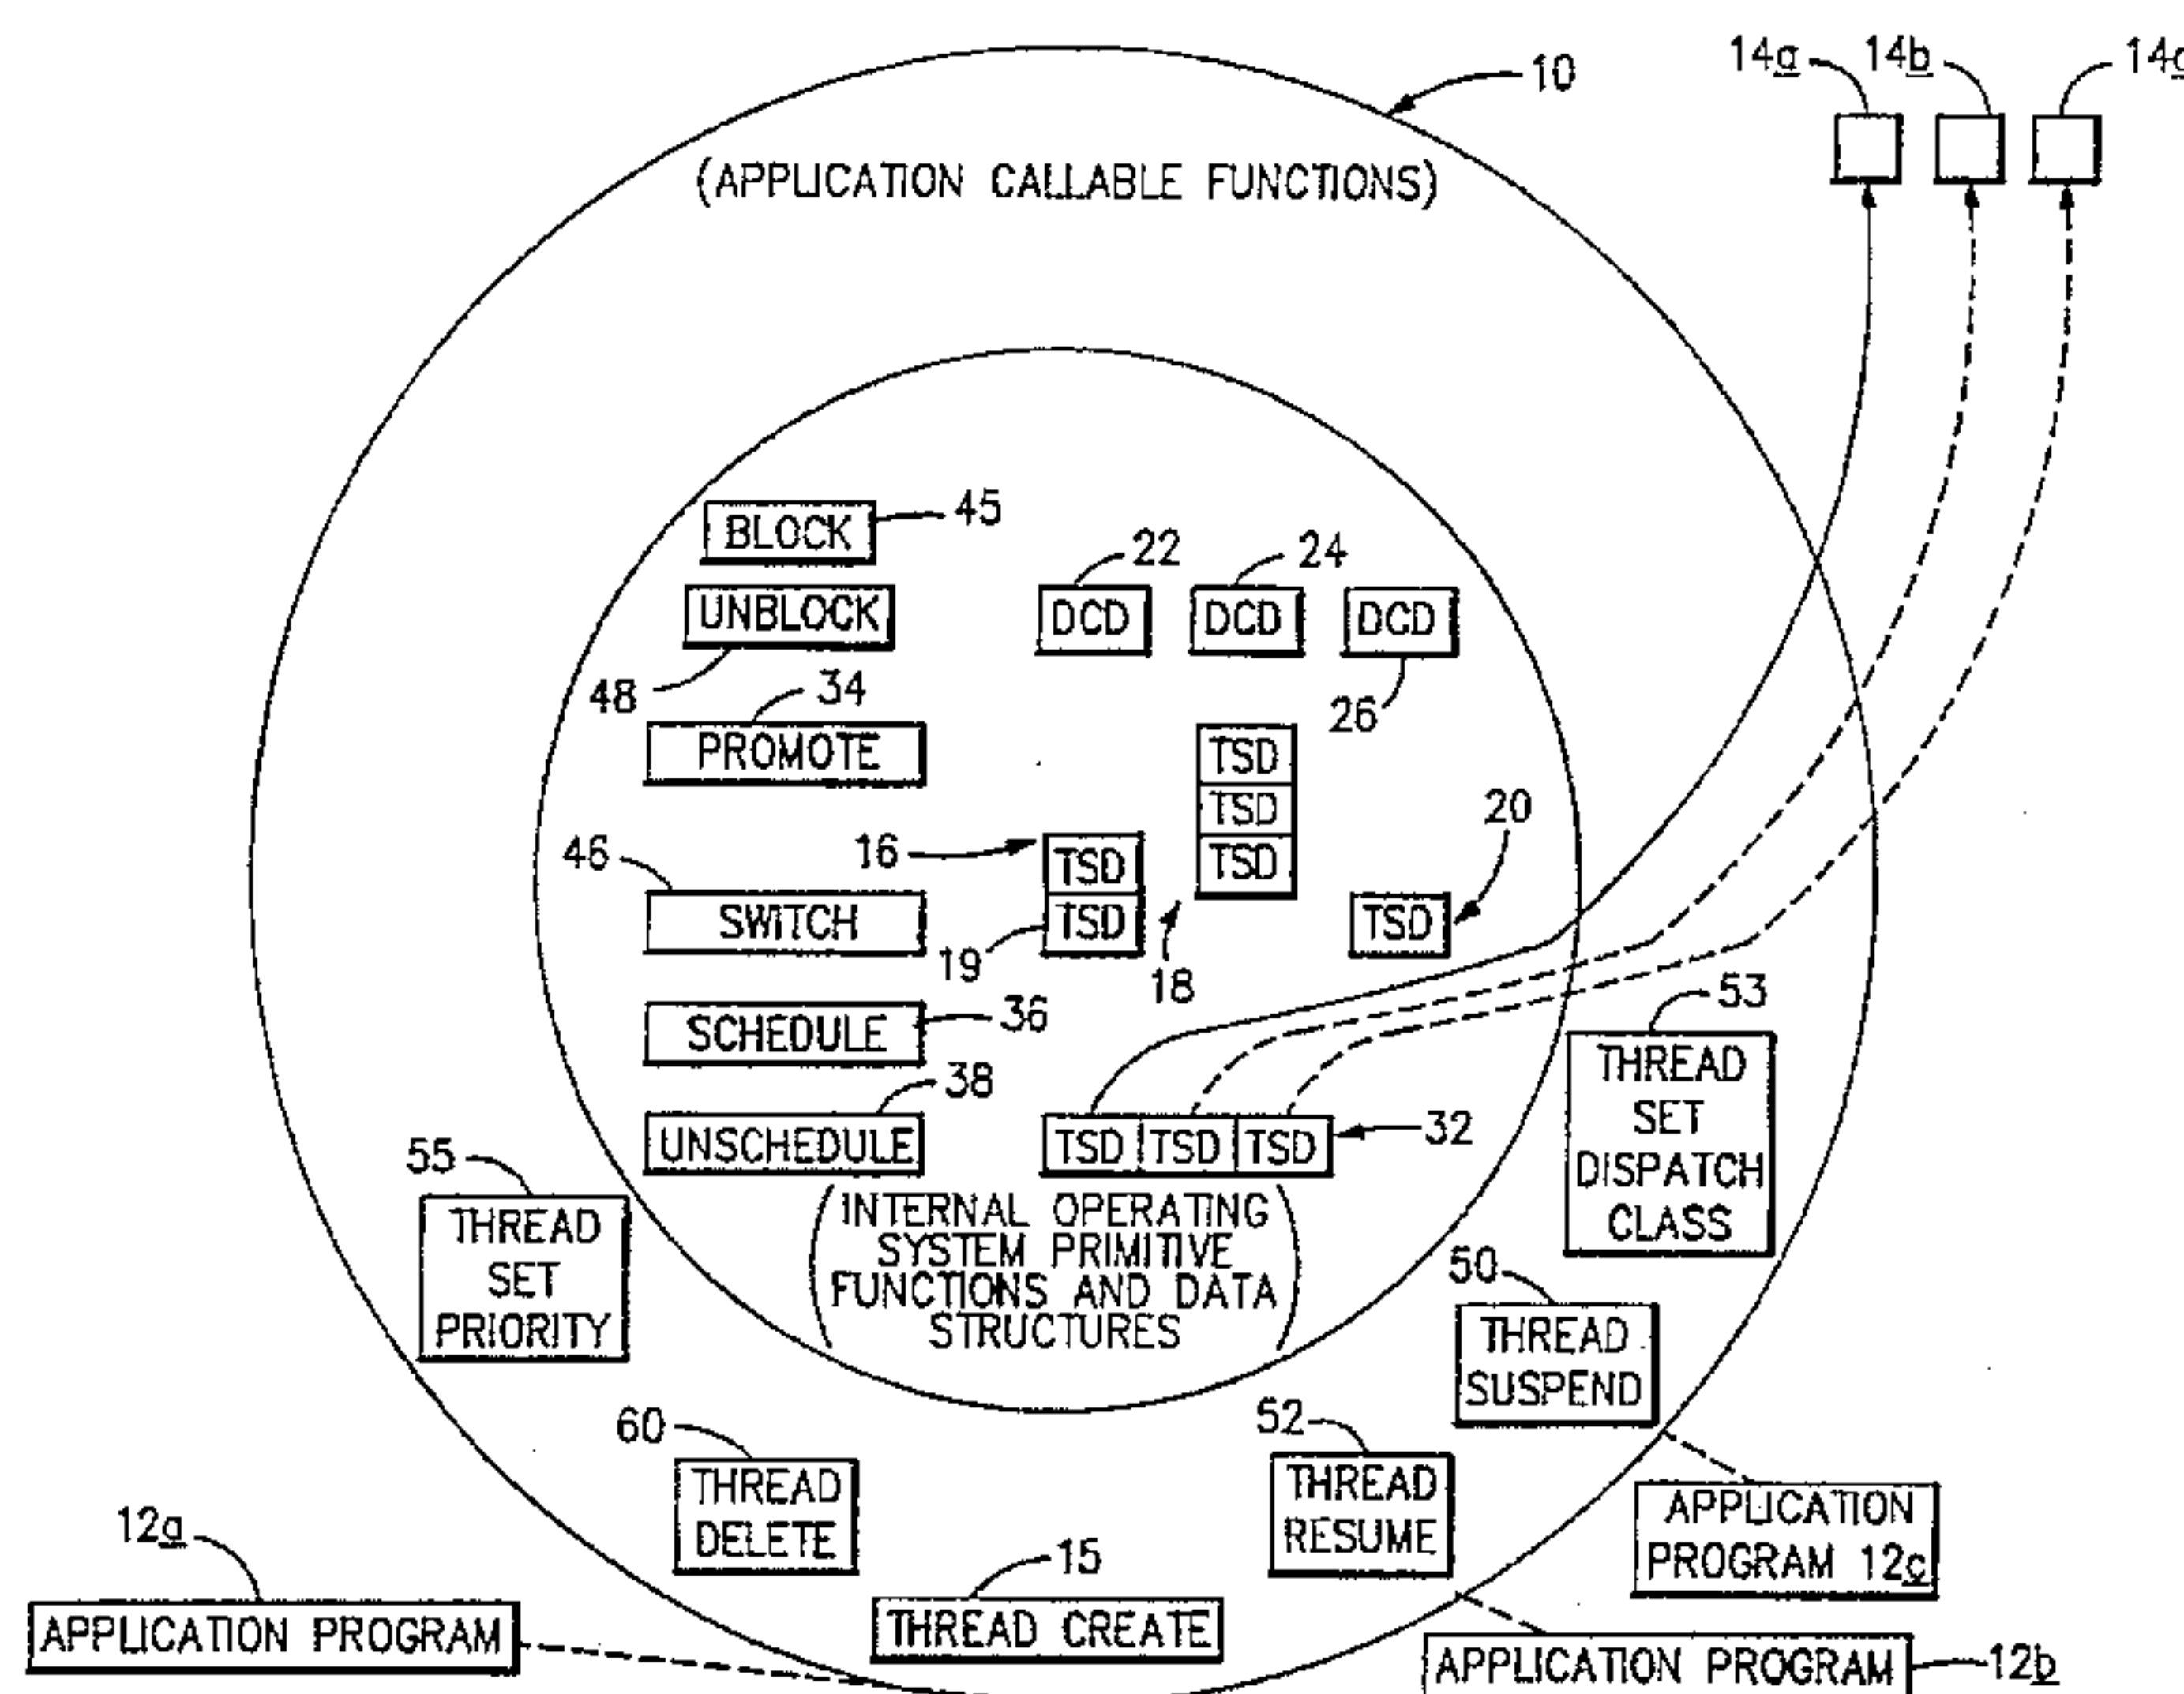 10
14a
14b
14c
(APPLICATION CALLABLE FUNCTIONS)
BLOCK
45
UNBLOCK
48
22
DCD
24
DCD
DCD
26
34
PROMOTE
TSD
TSD
TSD
18
16
TSD
TSD
19
20
TSD
46
SWITCH
SCHEDULE
36
38
UNSCHEDULE
TSD TSD TSD
32
(INTERNAL OPERATING
SYSTEM PRIMITIVE
FUNCTIONS AND DATA
STRUCTURES)
53
THREAD
SET
DISPATCH
CLASS
55
THREAD
SET
PRIORITY
50
THREAD
SUSPEND
60
THREAD
DELETE
52
THREAD
RESUME
15
THREAD CREATE
12a
APPLICATION PROGRAM
APPLICATION
PROGRAM 12c
APPLICATION PROGRAM
12b